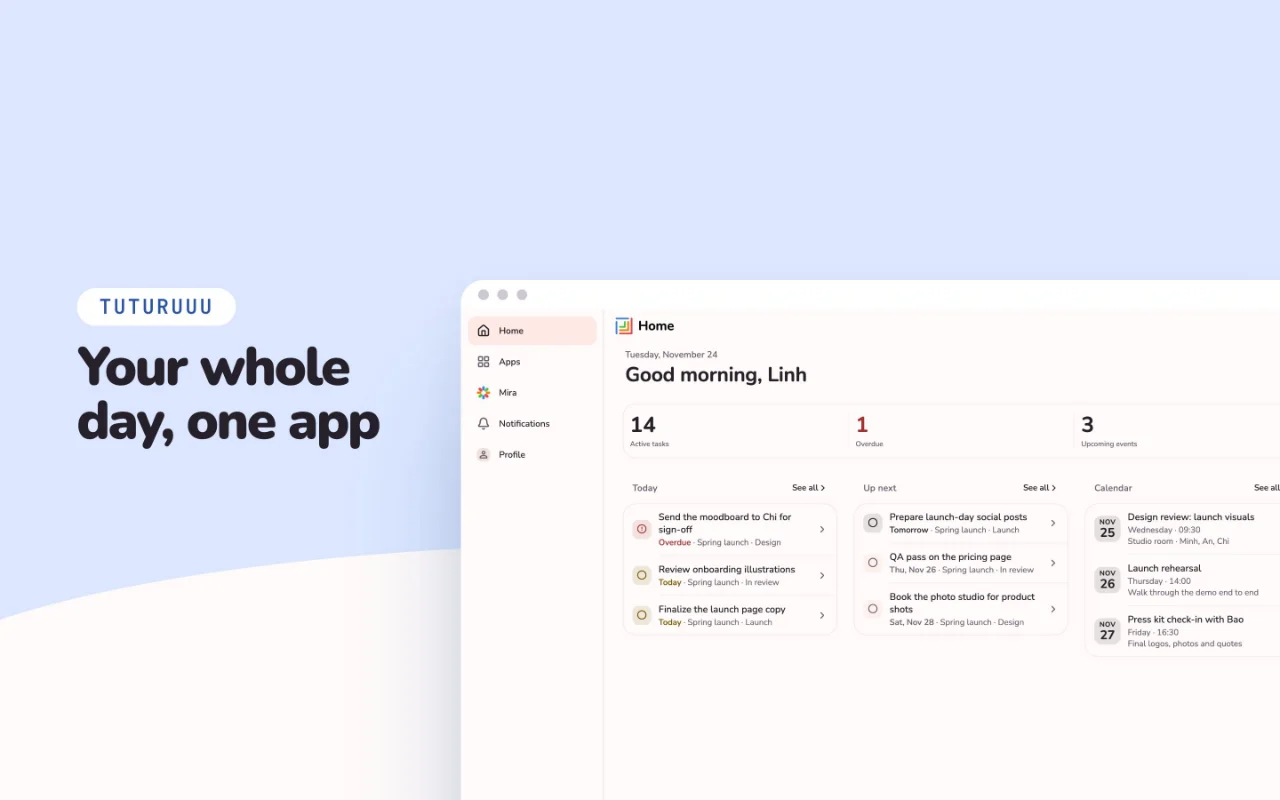 TUTURUUU
Your whole
day, one app
Home
Apps
Mira
Notifications
Profile
Home
Tuesday, November 24
Good morning, Linh
14
Active tasks
1
Overdue
3
Upcoming events
Today
See all
Send the moodboard to Chi for
sign-off
Overdue · Spring launch · Design
Review onboarding illustrations
Today · Spring launch · In review
Finalize the launch page copy
Today · Spring launch · Launch
Up next
See all
Prepare launch-day social posts
Tomorrow · Spring launch · Launch
QA pass on the pricing page
Thu, Nov 26 · Spring launch · In review
Book the photo studio for product
shots
Sat, Nov 28 · Spring launch · Design
Calendar
See all
NOV
25
Design review: launch visuals
Wednesday · 09:30
Studio room · Minh, An, Chi
NOV
26
Launch rehearsal
Thursday · 14:00
Walk through the demo end to end
NOV
27
Press kit check-in with Bao
Friday · 16:30
Final logos, photos and quotes